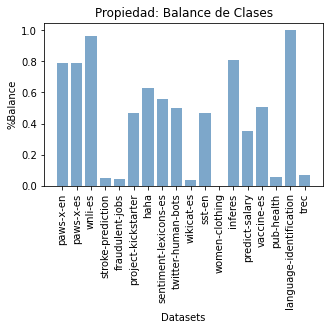 Propiedad: Balance de Clases
%Balance
1.0
0.8
0.6
0.4
0.2
0.0
paws-x-en
paws-x-es
wnli-es
stroke-prediction
fraudulent-jobs
project-kickstarter
haha
sentiment-lexicons-es
twitter-human-bots
wikicat-es
sst-en
women-clothing
inferes
predict-salary
vaccine-es
pub-health
language-identification
trec
Datasets